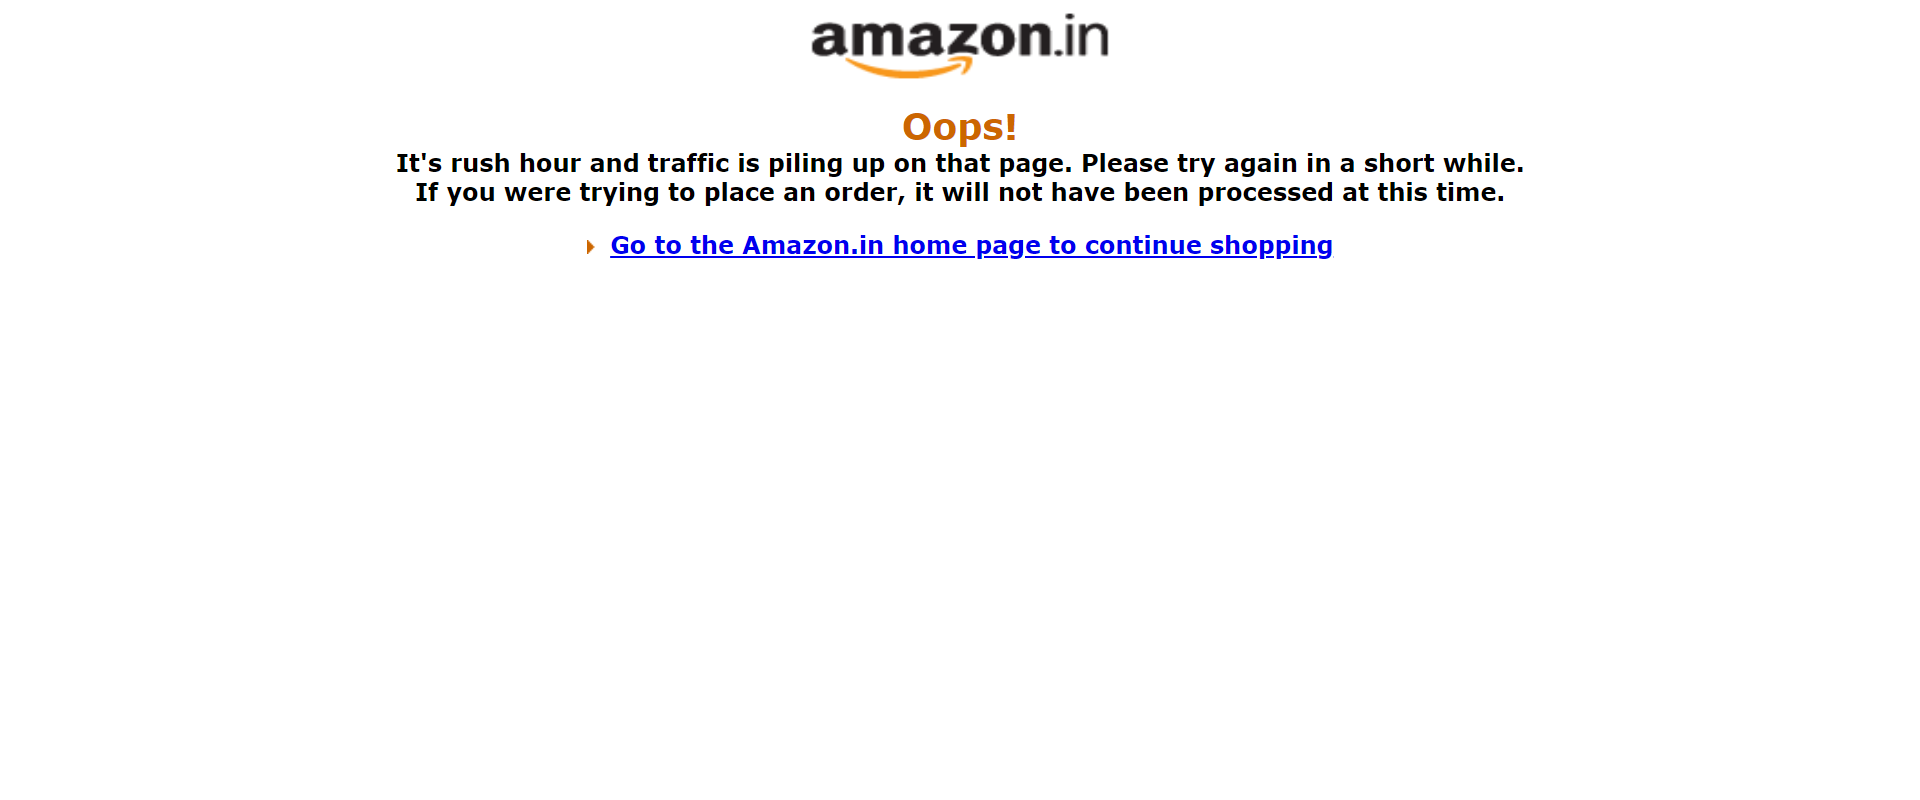 amazon.in
Oops!
It's rush hour and traffic is piling up on that page. Please try again in a short while.
If you were trying to place an order, it will not have been processed at this time.
Go to the Amazon.in home page to continue shopping